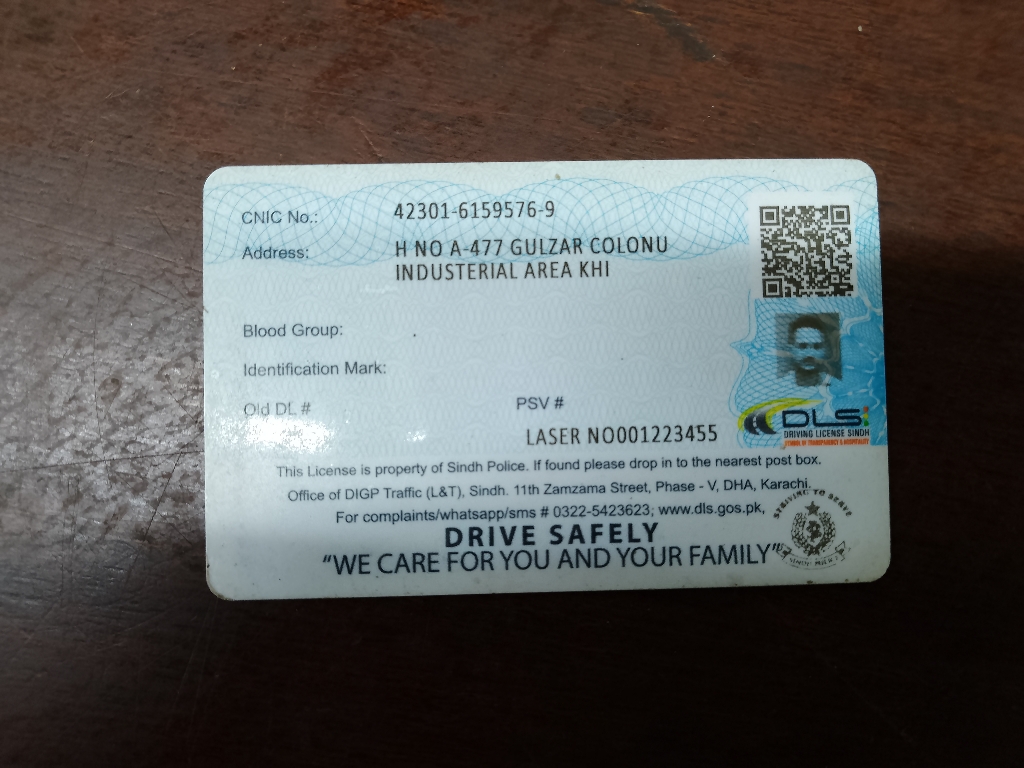 CNIC No.: 42301-6159576-9
Address: H NO A-477 GULZAR COLONU
INDUSTERIAL AREA KHI
Blood Group: .
Identification Mark:
Old DL #
PSV #
LASER NO001223455
DLS
DRIVING LICENSE SINDH
This License is property of Sindh Police. If found please drop in to the nearest post box.
Office of DIGP Traffic (L&T), Sindh. 11th Zamzama Street, Phase - V, DHA, Karachi.
For complaints/whatsapp/sms # 0322-5423623; www.dls.gos.pk,
STRIVING TO SERVE
DRIVE SAFELY
"WE CARE FOR YOU AND YOUR FAMILY"